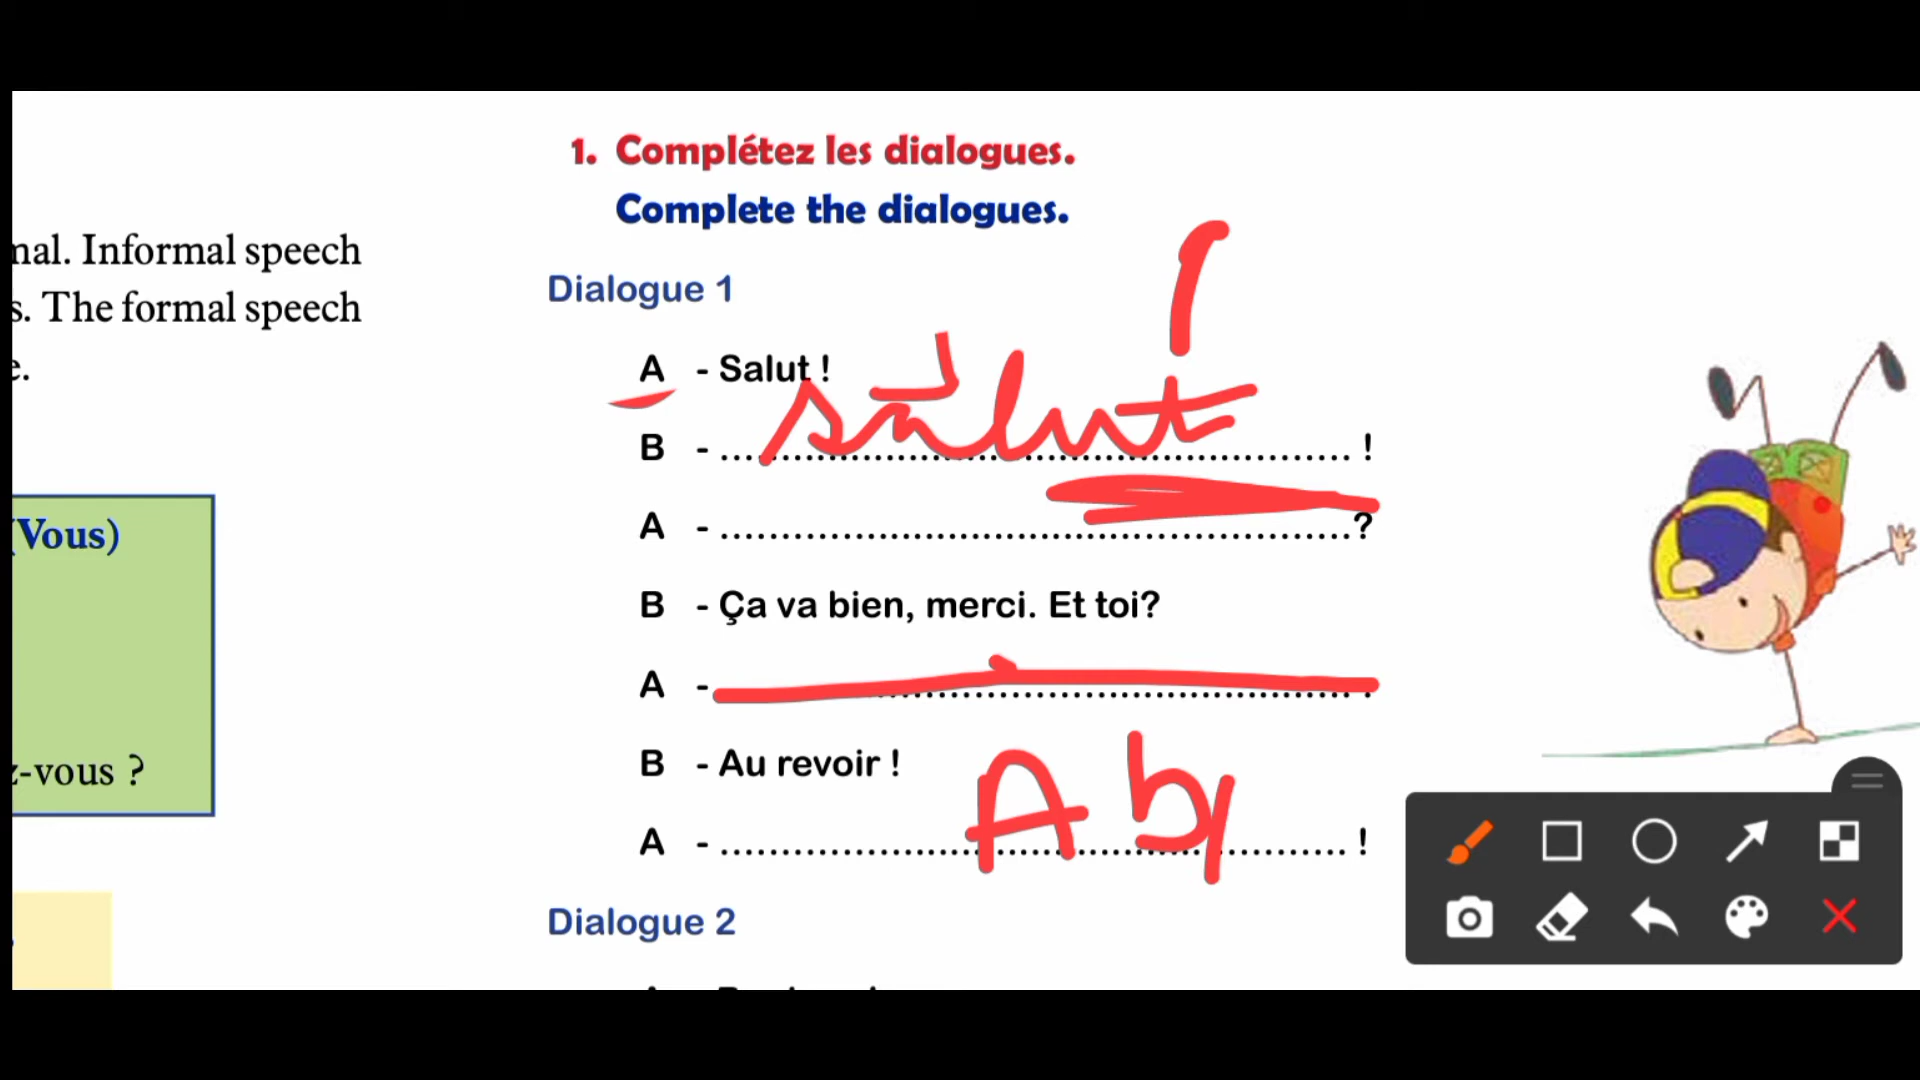 1. Complétez les dialogues.
Complete the dialogues.
nal. Informal speech
s. The formal speech
e.
(Vous)
z-vous ?
Dialogue 1
A - Salut !
B - salut !
A - ?
B - Ça va bien, merci. Et toi?
A - .
B - Au revoir !
A - A b !
Dialogue 2